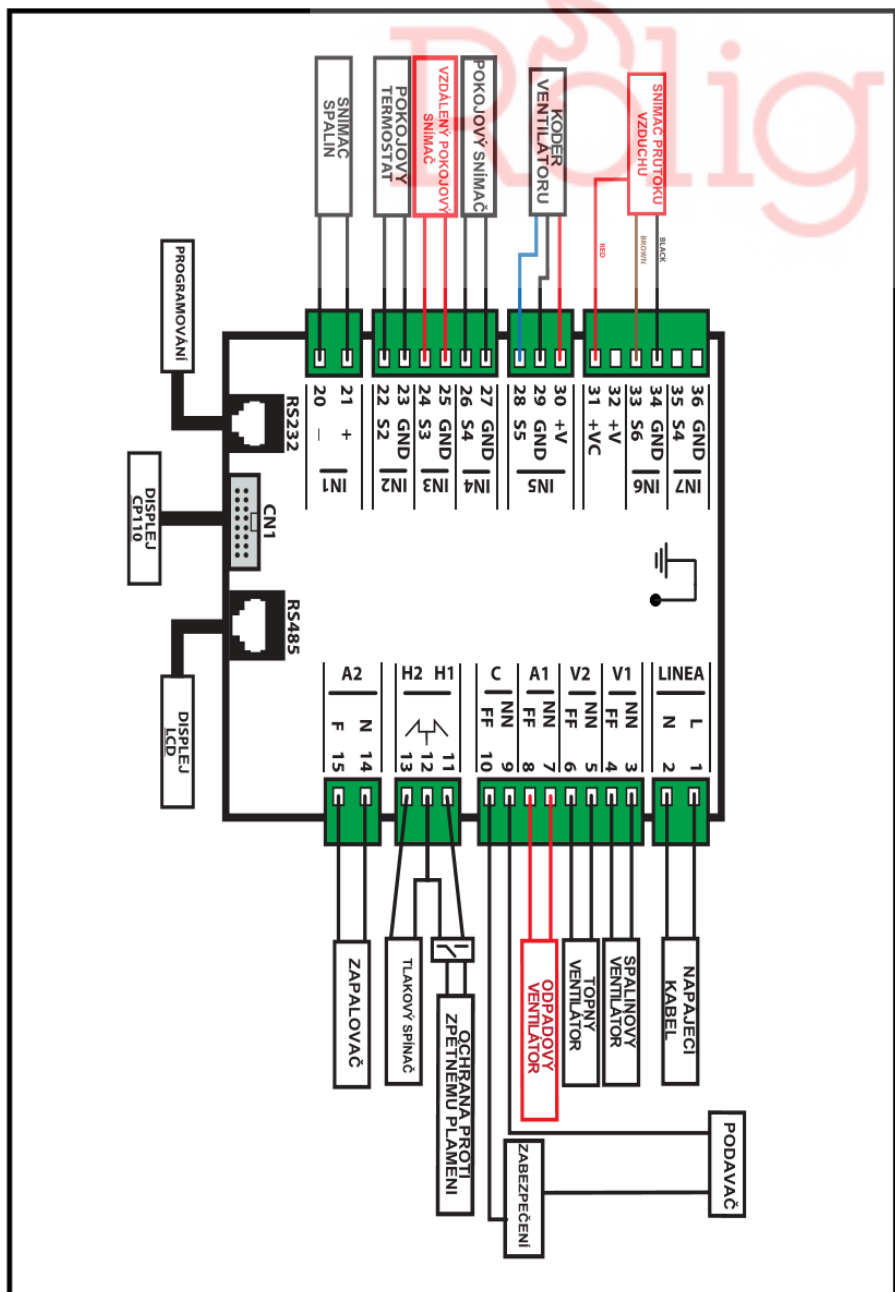 Rolig
SNÍMAČ
SPALIN
POKOJOVÝ
TERMOSTAT
VZDÁLENÝ POKOJOVÝ
SNÍMAČ
POKOJOVÝ SNÍMAČ
KODÉR
VENTILÁTORU
SNÍMAČ PRŮTOKU
VZDUCHU
RED
BROWN
BLACK
PROGRAMOVÁNÍ
RS232
DISPLEJ
CP110
CN1
DISPLEJ
LCD
RS485
20 –
21 +
IN1
22 S2
23 GND
IN2
24 S3
25 GND
IN3
26 S4
27 GND
IN4
28 S5
29 GND
30 +V
IN5
31 +VC
32 +V
33 S6
34 GND
IN6
35 S4
36 GND
IN7
A2
F 15
N 14
H2 H1
13
12
11
C
FF 10
NN 9
A1
FF 8
NN 7
V2
FF 6
NN 5
V1
FF 4
NN 3
LINEA
N 2
L 1
ZAPALOVAČ
TLAKOVÝ SPÍNAČ
OCHRANA PROTI
ZPĚTNÉMU PLAMENI
ODPADOVÝ
VENTILÁTOR
TOPNÝ
VENTILÁTOR
SPALINOVÝ
VENTILÁTOR
NAPÁJECÍ
KABEL
ZABEZPEČENÍ
PODAVAČ